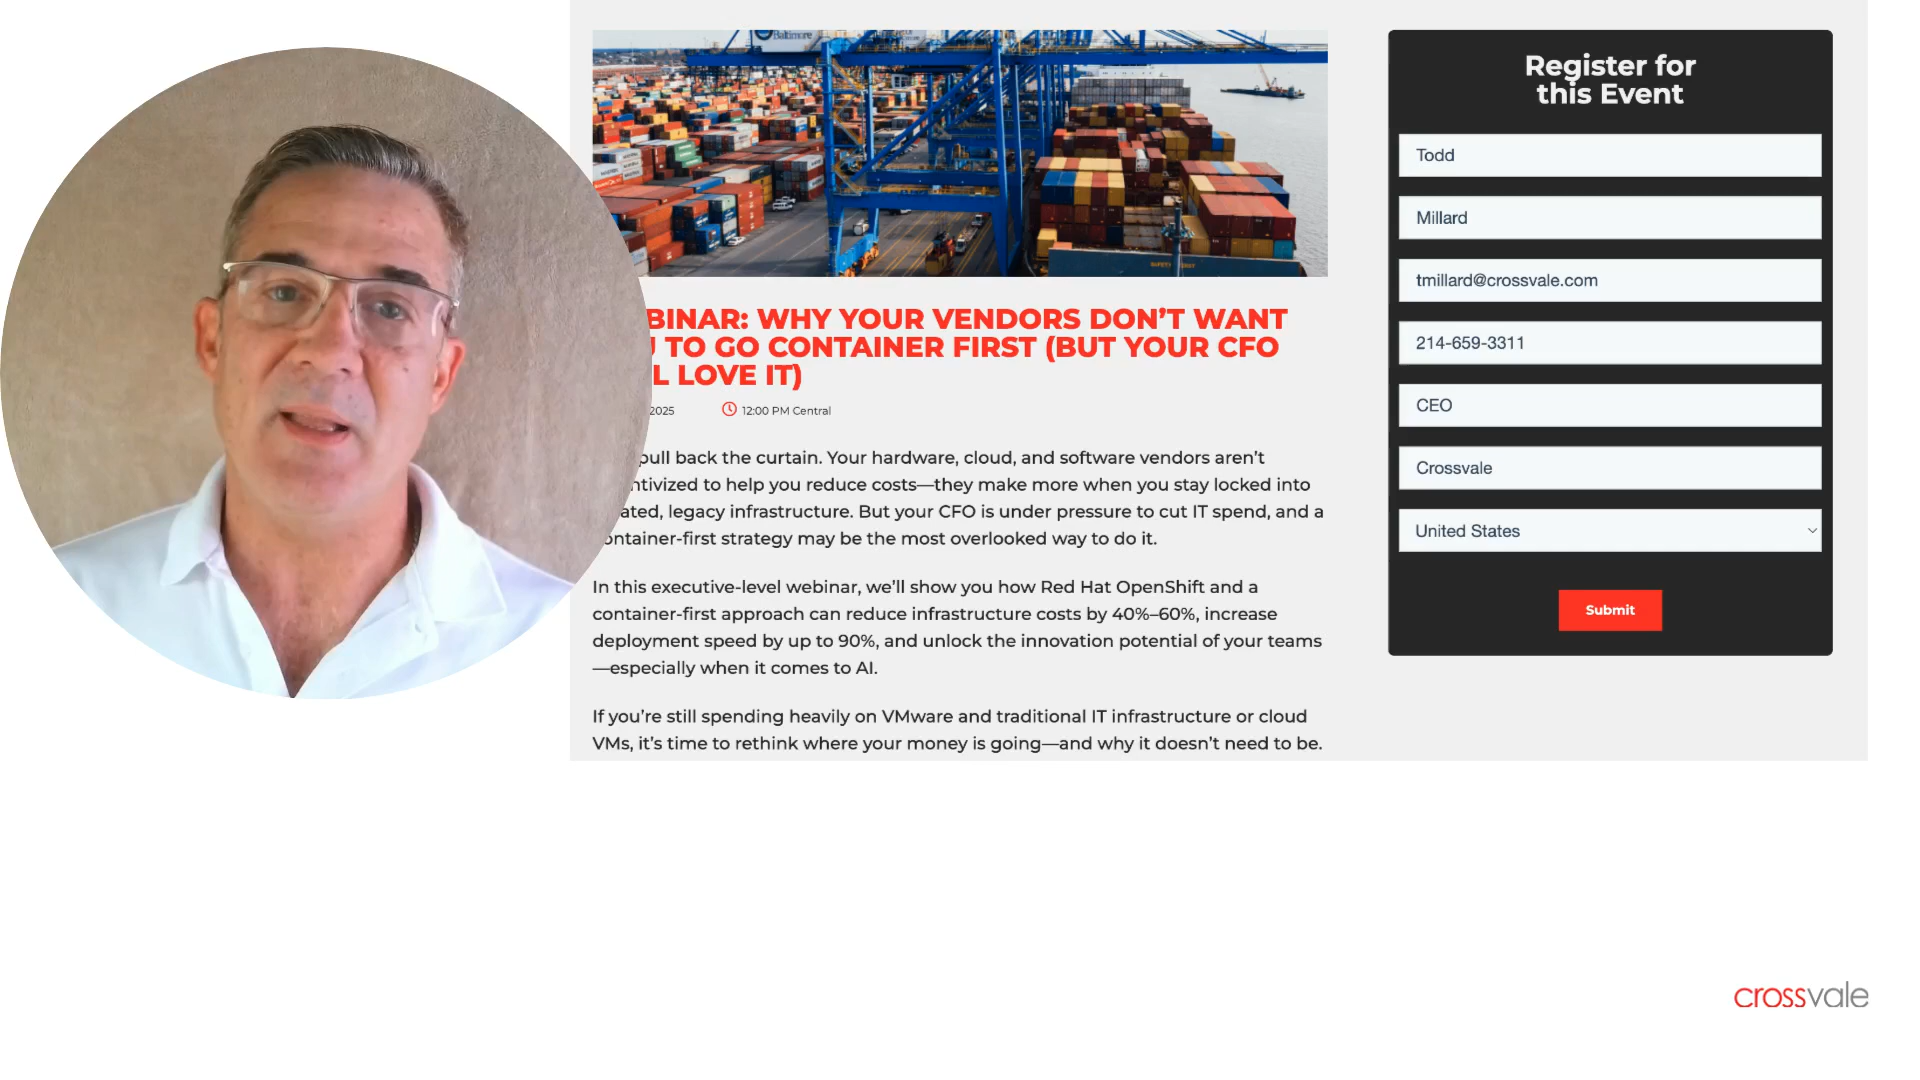 Baltimore
SAFETY FIRST
BINAR: WHY YOUR VENDORS DON'T WANT
TO GO CONTAINER FIRST (BUT YOUR CFO
L LOVE IT)
2025
12:00 PM Central
pull back the curtain. Your hardware, cloud, and software vendors aren't
ntivized to help you reduce costs—they make more when you stay locked into
ated, legacy infrastructure. But your CFO is under pressure to cut IT spend, and a
ontainer-first strategy may be the most overlooked way to do it.
In this executive-level webinar, we'll show you how Red Hat OpenShift and a
container-first approach can reduce infrastructure costs by 40%–60%, increase
deployment speed by up to 90%, and unlock the innovation potential of your teams
—especially when it comes to AI.
If you're still spending heavily on VMware and traditional IT infrastructure or cloud
VMs, it's time to rethink where your money is going—and why it doesn't need to be.
Register for
this Event
Todd
Millard
tmillard@crossvale.com
214-659-3311
CEO
Crossvale
United States
Submit
crossvale